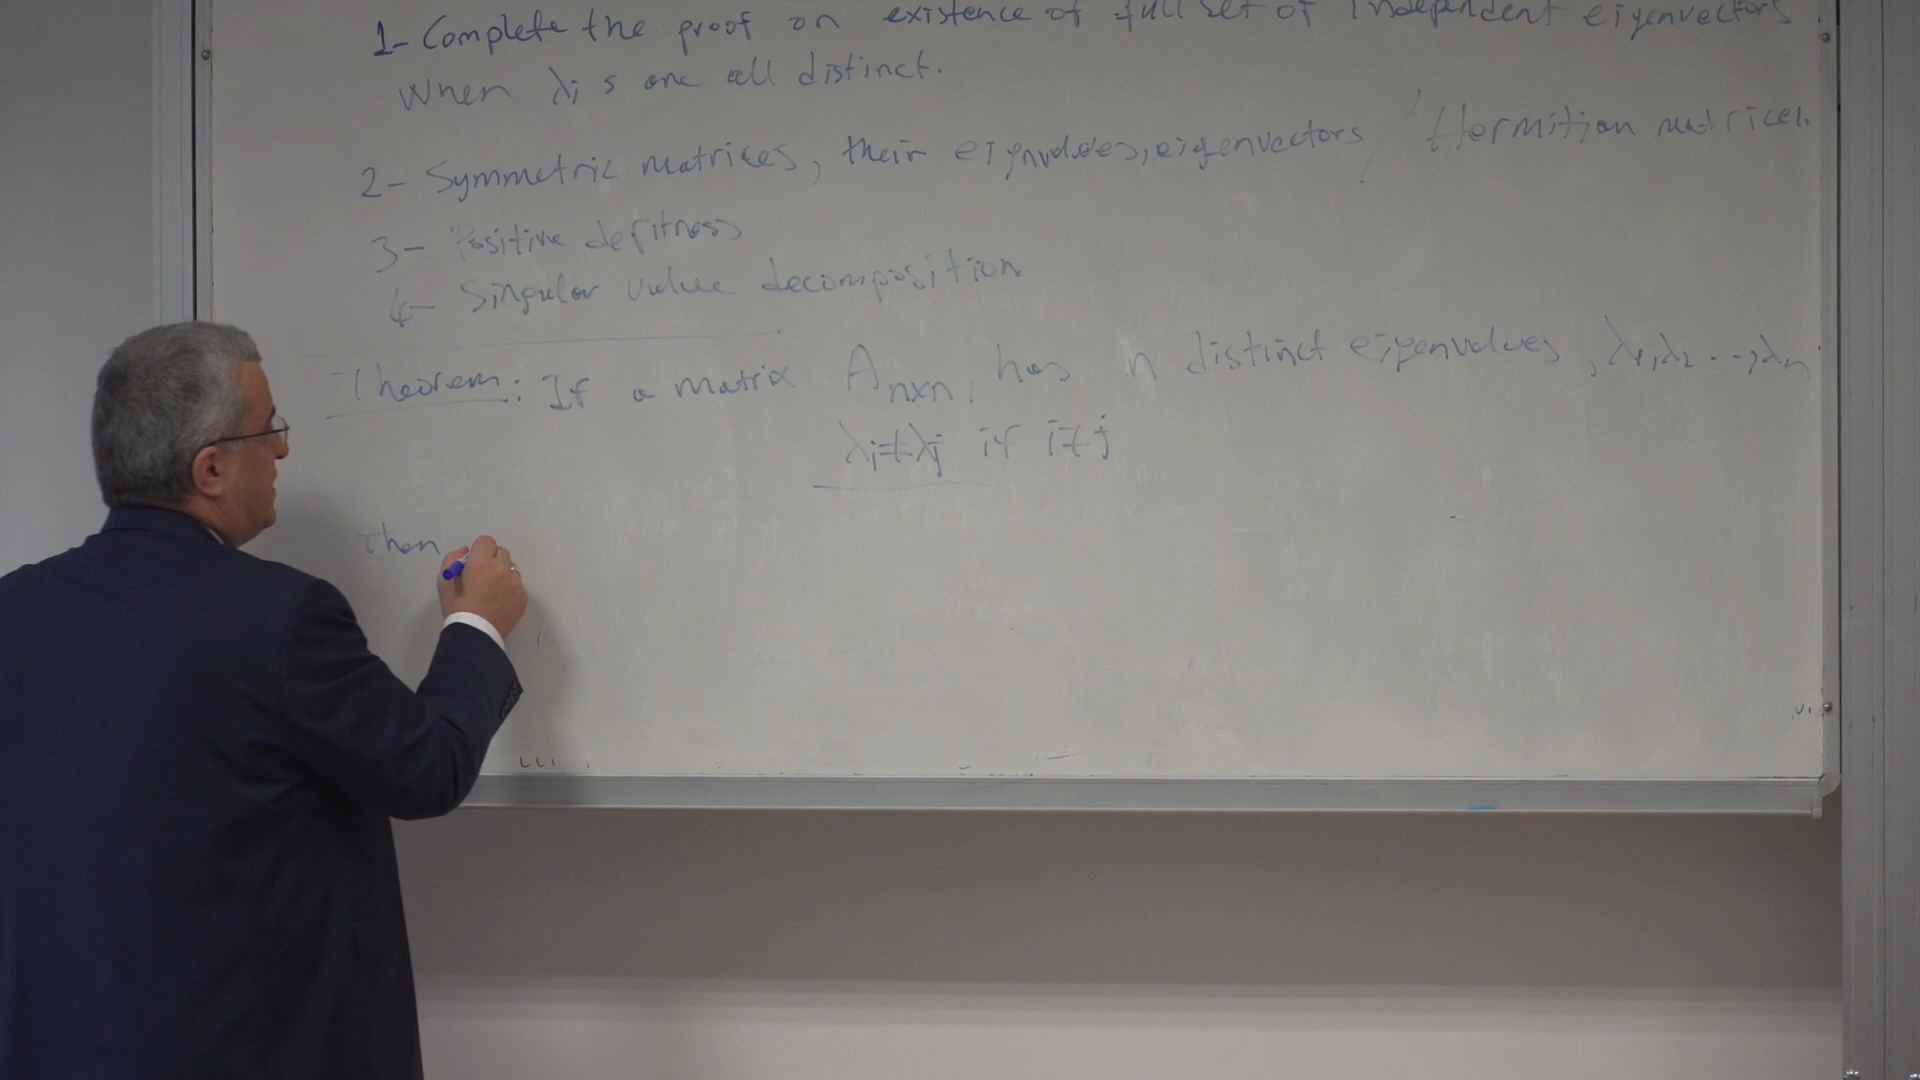 1- Complete the proof on existence of full set of independent eigenvectors
when λi s are all distinct.
2- Symmetric matrices, their eigenvalues, eigenvectors / Hermitian matrices.
3- Positive defitness
4- Singular value decomposition
Theorem: If a matrix Anxn, has n distinct eigenvalues, λ1, λ2 ..., λn
λi≠λj if i≠j
Then